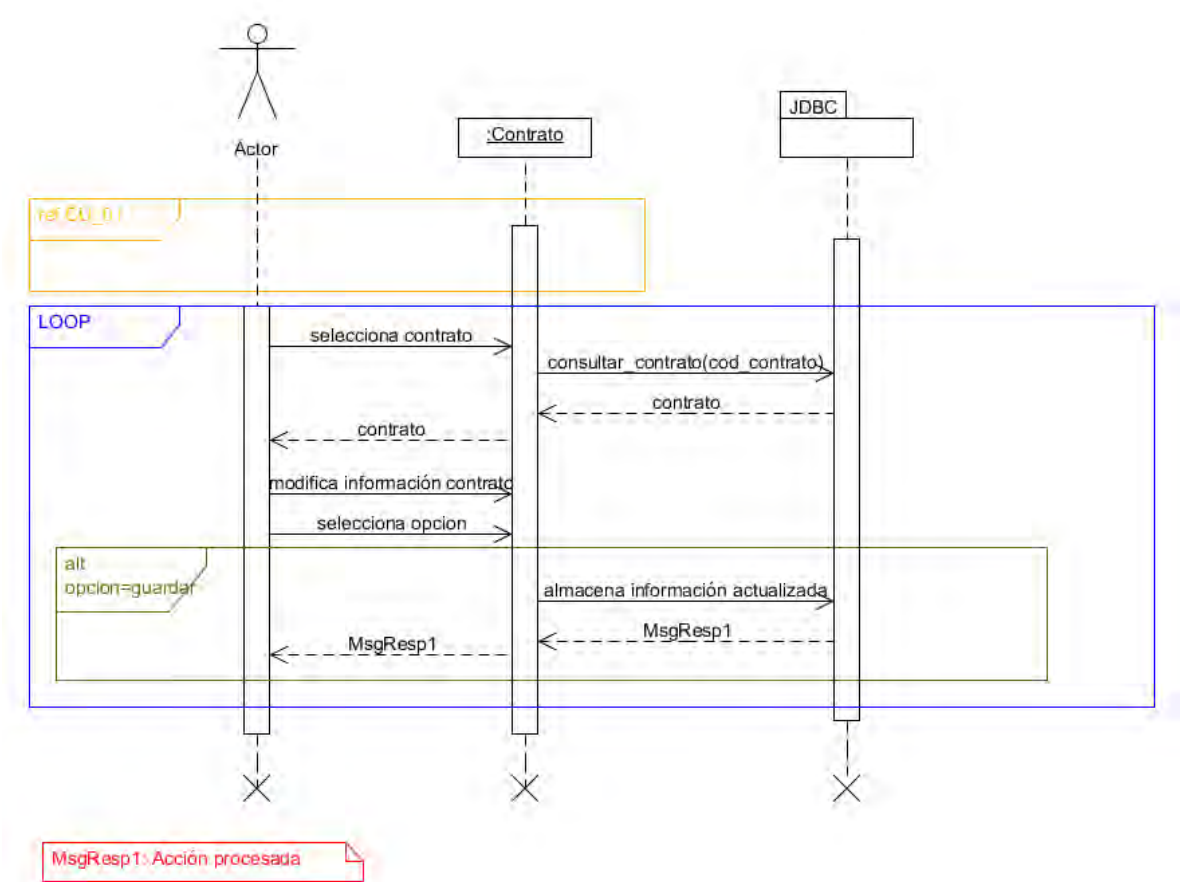 JDBC
:Contrato
Actor
ref
LOOP
selecciona contrato
consultar_contrato(cod_contrato)
contrato
contrato
modifica información contrato
selecciona opcion
alt
opcion=guardar
almacena información actualizada
MsgResp1
MsgResp1
MsgResp1: Acción procesada